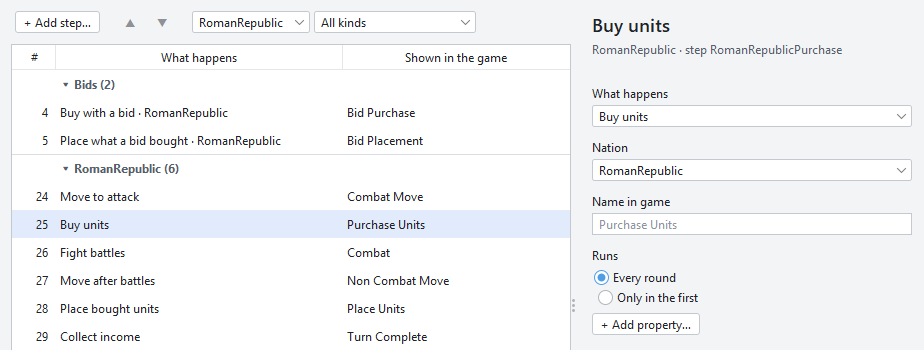 + Add step...
RomanRepublic
All kinds
# What happens Shown in the game
Bids (2)
4 Buy with a bid · RomanRepublic Bid Purchase
5 Place what a bid bought · RomanRepublic Bid Placement
RomanRepublic (6)
24 Move to attack Combat Move
25 Buy units Purchase Units
26 Fight battles Combat
27 Move after battles Non Combat Move
28 Place bought units Place Units
29 Collect income Turn Complete
Buy units
RomanRepublic · step RomanRepublicPurchase
What happens
Buy units
Nation
RomanRepublic
Name in game
Purchase Units
Runs
Every round
Only in the first
+ Add property...